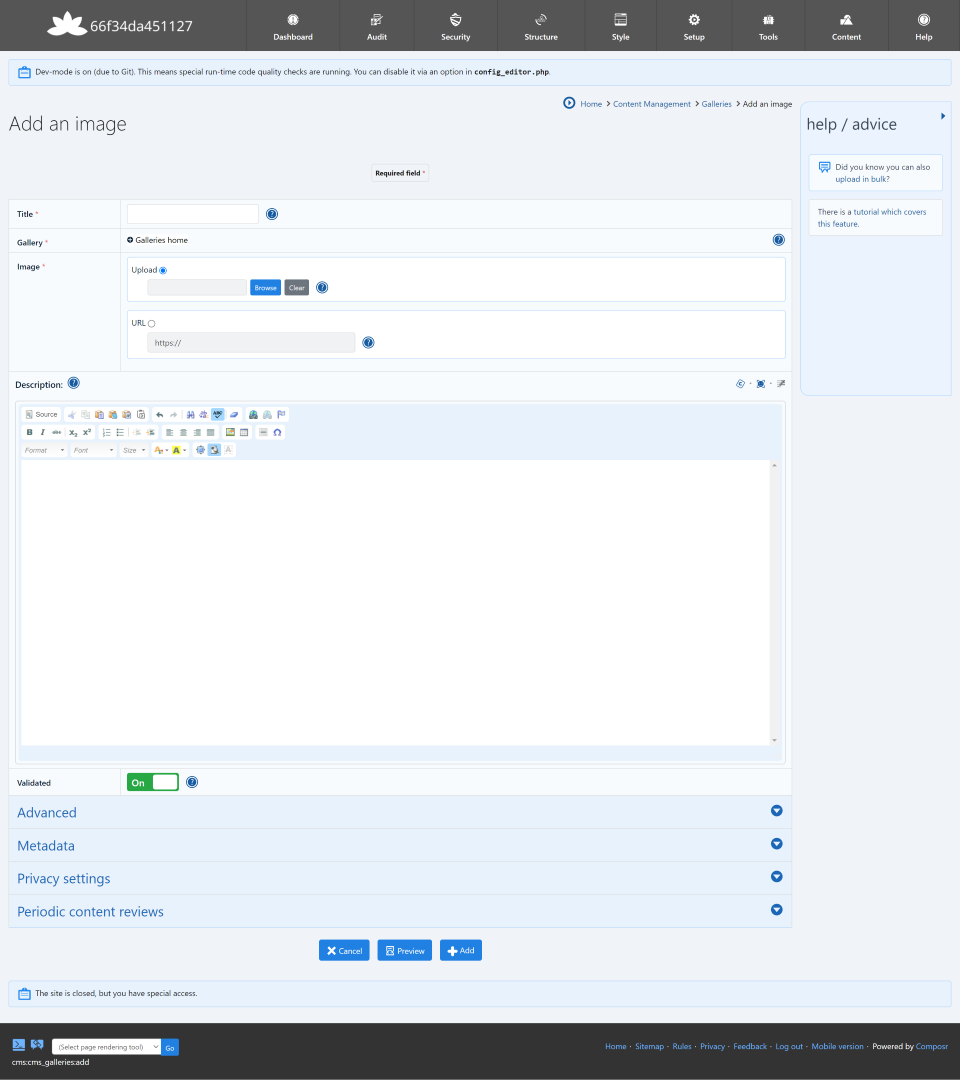 66f34da451127
Dashboard
Audit
Security
Structure
Style
Setup
Tools
Content
Help
Dev-mode is on (due to Git). This means special run-time code quality checks are running. You can disable it via an option in config_editor.php.
Home > Content Management > Galleries > Add an image
Add an image
help / advice
Did you know you can also
upload in bulk?
There is a tutorial which covers
this feature.
Required field *
Title *
Gallery *
Galleries home
Image *
Upload
Browse
Clear
URL
https://
Description:
Source
Format
Font
Size
Validated
On
Advanced
Metadata
Privacy settings
Periodic content reviews
Cancel
Preview
Add
The site is closed, but you have special access.
(Select page rendering tool)
Go
cms:cms_galleries:add
Home · Sitemap · Rules · Privacy · Feedback · Log out · Mobile version · Powered by Composr